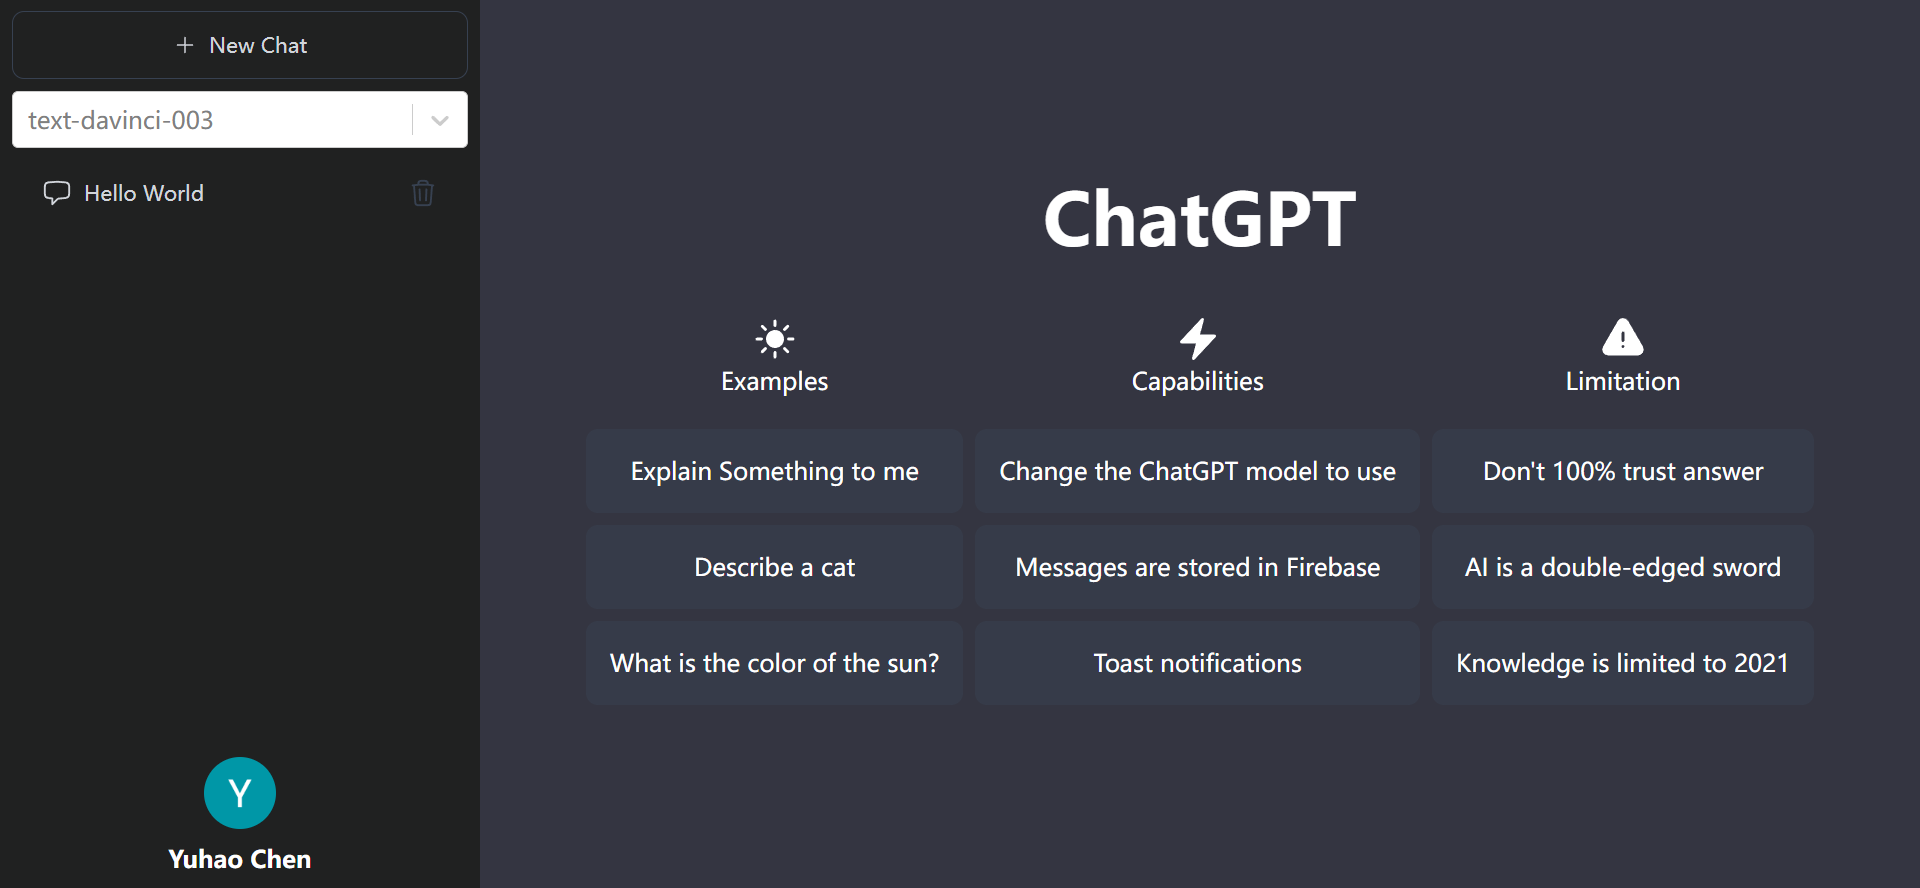 New Chat
text-davinci-003
Hello World
Y
Yuhao Chen
ChatGPT
Examples
Explain Something to me
Describe a cat
What is the color of the sun?
Capabilities
Change the ChatGPT model to use
Messages are stored in Firebase
Toast notifications
Limitation
Don't 100% trust answer
AI is a double-edged sword
Knowledge is limited to 2021